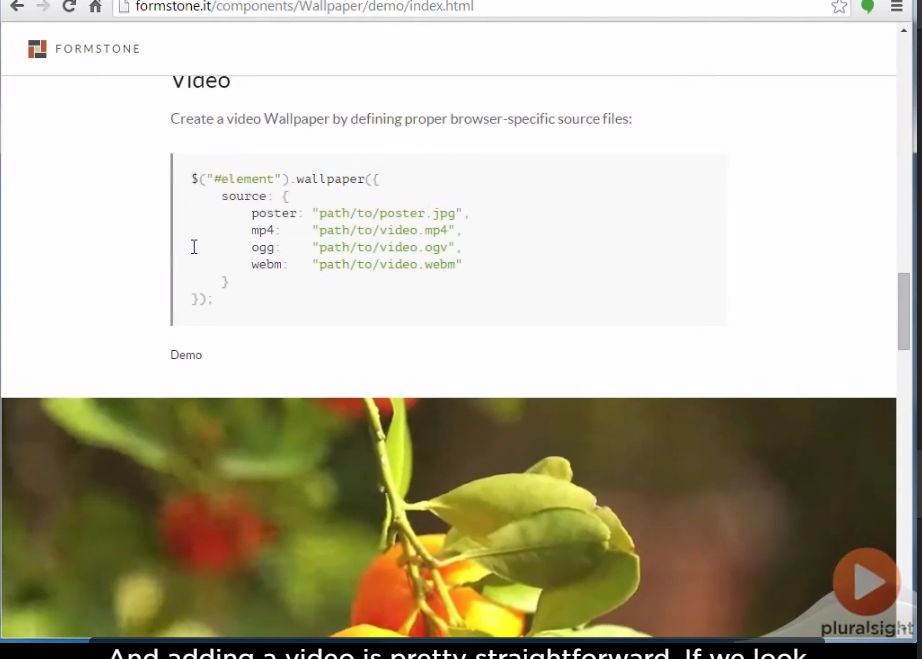 formstone.it/components/Wallpaper/demo/index.html
FORMSTONE
Video
Create a video Wallpaper by defining proper browser-specific source files:
$("#element").wallpaper({
source: {
poster: "path/to/poster.jpg",
mp4: "path/to/video.mp4",
ogg: "path/to/video.ogv",
webm: "path/to/video.webm"
}
});
Demo
pluralsight
And adding a video is pretty straightforward. If we look